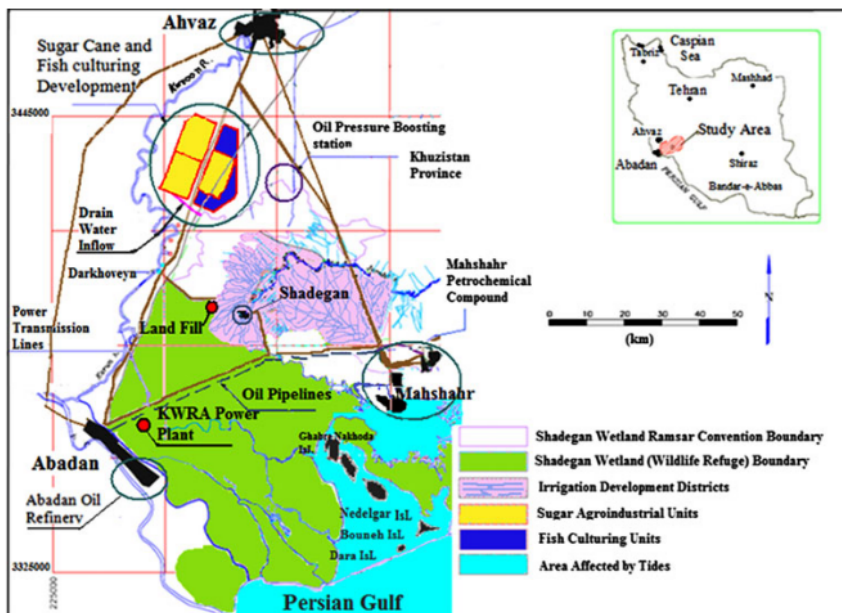 Ahvaz
Sugar Cane and
Fish culturing
Development
3445000
Oil Pressure Boosting
station
Khuzistan
Province
Drain
Water
Inflow
Darkhoveyn
Shadegan
Mahshahr
Petrochemical
Compound
Power
Transmission
Lines
Land Fill
Oil Pipelines
Mahshahr
KWRA Power
Plant
Abadan
Abadan Oil
Refinery
Ghabre Nakhoda
IsL.
Nedelgar IsL
Bouneh IsL
Dara IsL
3325000
225000
Persian Gulf
Tabriz
Caspian
Sea
Mashhad
Tehran
Ahvaz
Study Area
Abadan
Shiraz
Bandar-e-Abbas
PERSIAN GULF
N
0 10 20 30 40 50
(km)
Shadegan Wetland Ramsar Convention Boundary
Shadegan Wetland (Wildlife Refuge) Boundary
Irrigation Development Districts
Sugar Agroindustrial Units
Fish Culturing Units
Area Affected by Tides